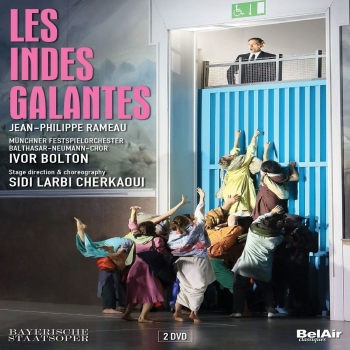 LES
INDES
GALANTES
JEAN-PHILIPPE RAMEAU
MÜNCHNER FESTSPIELORCHESTER
BALTHASAR-NEUMANN-CHOR
IVOR BOLTON
Stage direction & choreography
SIDI LARBI CHERKAOUI
BAYERISCHE
STAATSOPER
2 DVD
BelAir
classiques